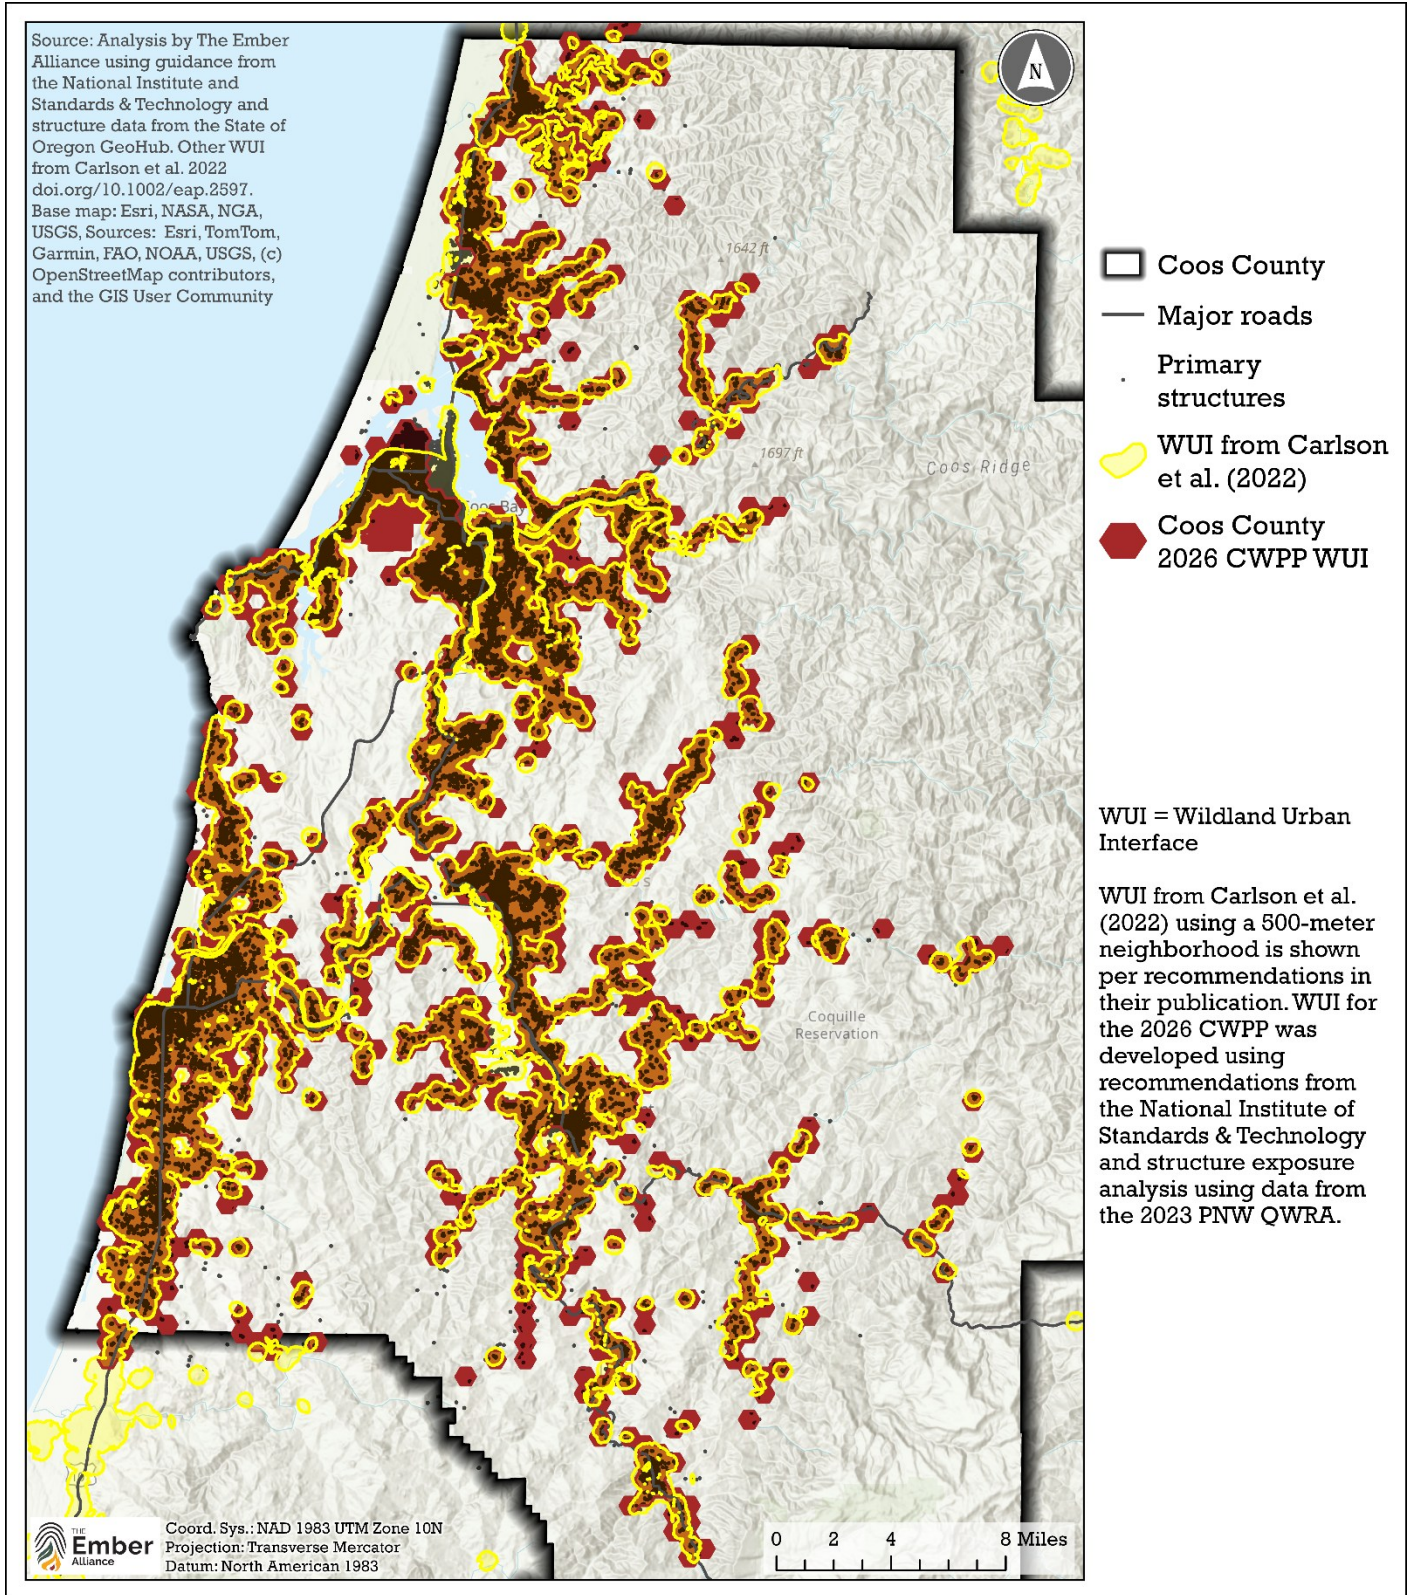 Source: Analysis by The Ember
Alliance using guidance from
the National Institute and
Standards & Technology and
structure data from the State of
Oregon GeoHub. Other WUI
from Carlson et al. 2022
doi.org/10.1002/eap.2597.
Base map: Esri, NASA, NGA,
USGS, Sources: Esri, TomTom,
Garmin, FAO, NOAA, USGS, (c)
OpenStreetMap contributors,
and the GIS User Community
N
1642 ft
1697 ft
Coos Ridge
Coos Bay
Coquille
Reservation
Coos County
Major roads
Primary
structures
WUI from Carlson
et al. (2022)
Coos County
2026 CWPP WUI
WUI = Wildland Urban
Interface
WUI from Carlson et al.
(2022) using a 500-meter
neighborhood is shown
per recommendations in
their publication. WUI for
the 2026 CWPP was
developed using
recommendations from
the National Institute of
Standards & Technology
and structure exposure
analysis using data from
the 2023 PNW QWRA.
THE
Ember
Alliance
Coord. Sys.: NAD 1983 UTM Zone 10N
Projection: Transverse Mercator
Datum: North American 1983
0 2 4 8 Miles